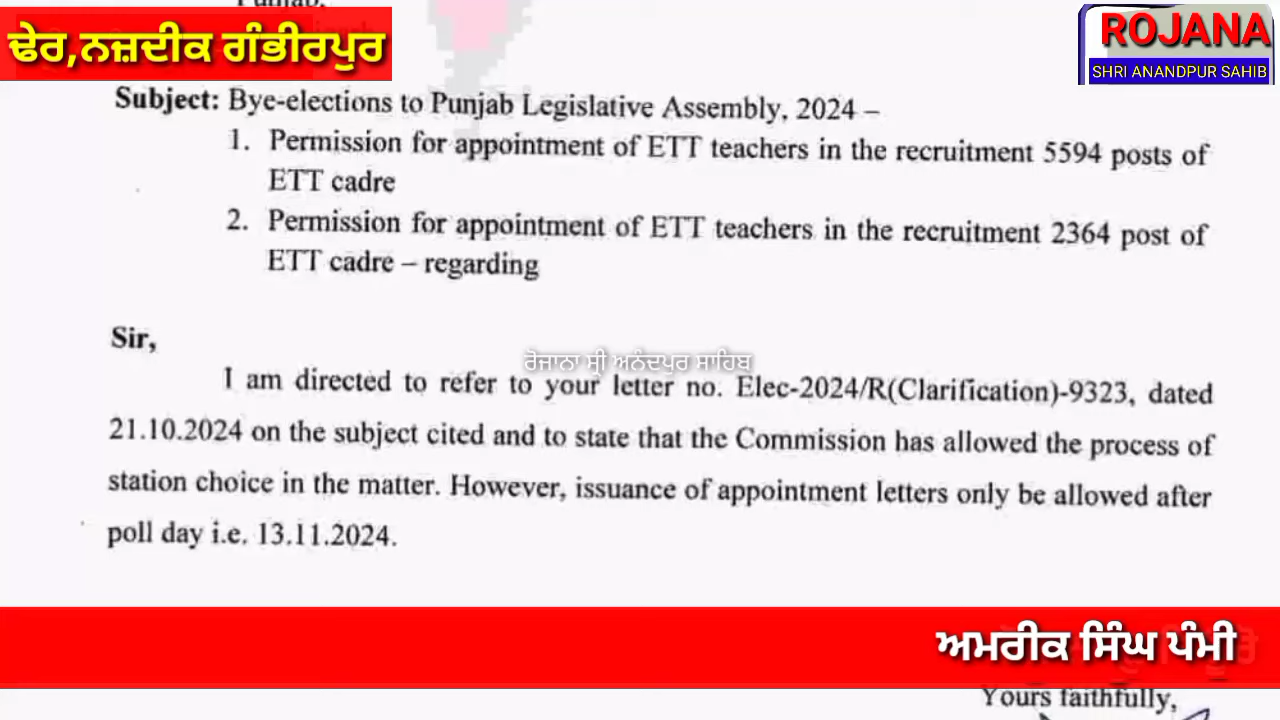 Punjab,
ਢੇਰ,ਨਜ਼ਦੀਕ ਗੰਭੀਰਪੁਰ
ROJANA
SHRI ANANDPUR SAHIB
Subject: Bye-elections to Punjab Legislative Assembly, 2024 –
1. Permission for appointment of ETT teachers in the recruitment 5594 posts of
ETT cadre
2. Permission for appointment of ETT teachers in the recruitment 2364 post of
ETT cadre – regarding
Sir,
ਰੋਜਾਨਾ ਸ੍ਰੀ ਅਨੰਦਪੁਰ ਸਾਹਿਬ
I am directed to refer to your letter no. Elec-2024/R(Clarification)-9323, dated
21.10.2024 on the subject cited and to state that the Commission has allowed the process of
station choice in the matter. However, issuance of appointment letters only be allowed after
poll day i.e. 13.11.2024.
ਅਮਰੀਕ ਸਿੰਘ ਪੰਮੀ
Yours faithfully,